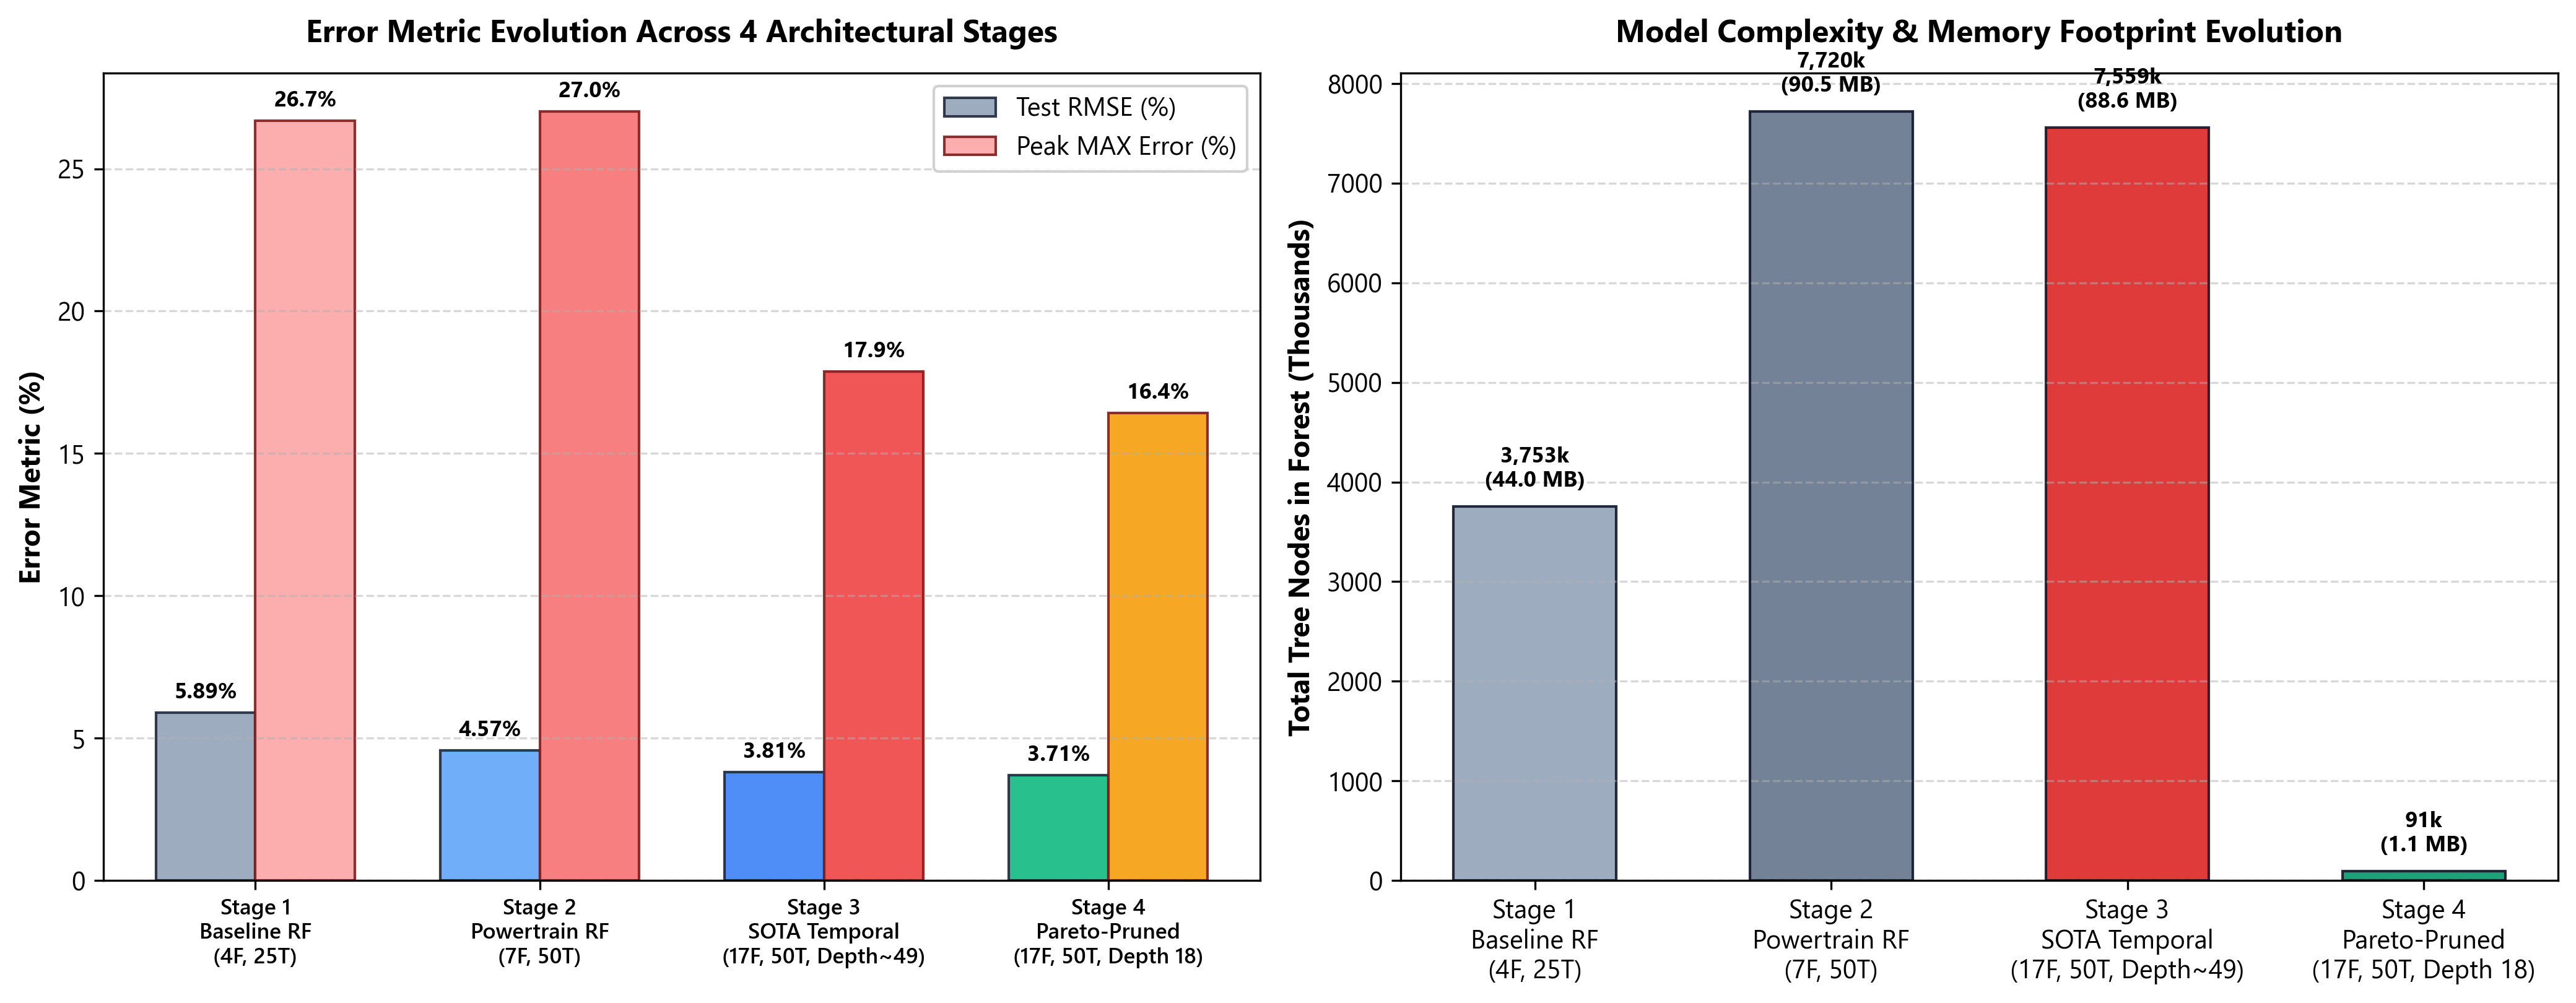 Error Metric Evolution Across 4 Architectural Stages
Error Metric (%)
25
20
15
10
5
0
Test RMSE (%)
Peak MAX Error (%)
26.7%
27.0%
17.9%
16.4%
5.89%
4.57%
3.81%
3.71%
Stage 1
Baseline RF
(4F, 25T)
Stage 2
Powertrain RF
(7F, 50T)
Stage 3
SOTA Temporal
(17F, 50T, Depth~49)
Stage 4
Pareto-Pruned
(17F, 50T, Depth 18)
Model Complexity & Memory Footprint Evolution
Total Tree Nodes in Forest (Thousands)
8000
7000
6000
5000
4000
3000
2000
1000
0
3,753k
(44.0 MB)
7,720k
(90.5 MB)
7,559k
(88.6 MB)
91k
(1.1 MB)
Stage 1
Baseline RF
(4F, 25T)
Stage 2
Powertrain RF
(7F, 50T)
Stage 3
SOTA Temporal
(17F, 50T, Depth~49)
Stage 4
Pareto-Pruned
(17F, 50T, Depth 18)